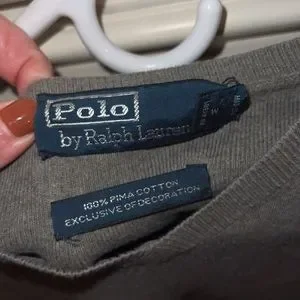 Polo
by Ralph Lauren
100% PIMA COTTON
EXCLUSIVE OF DECORATION